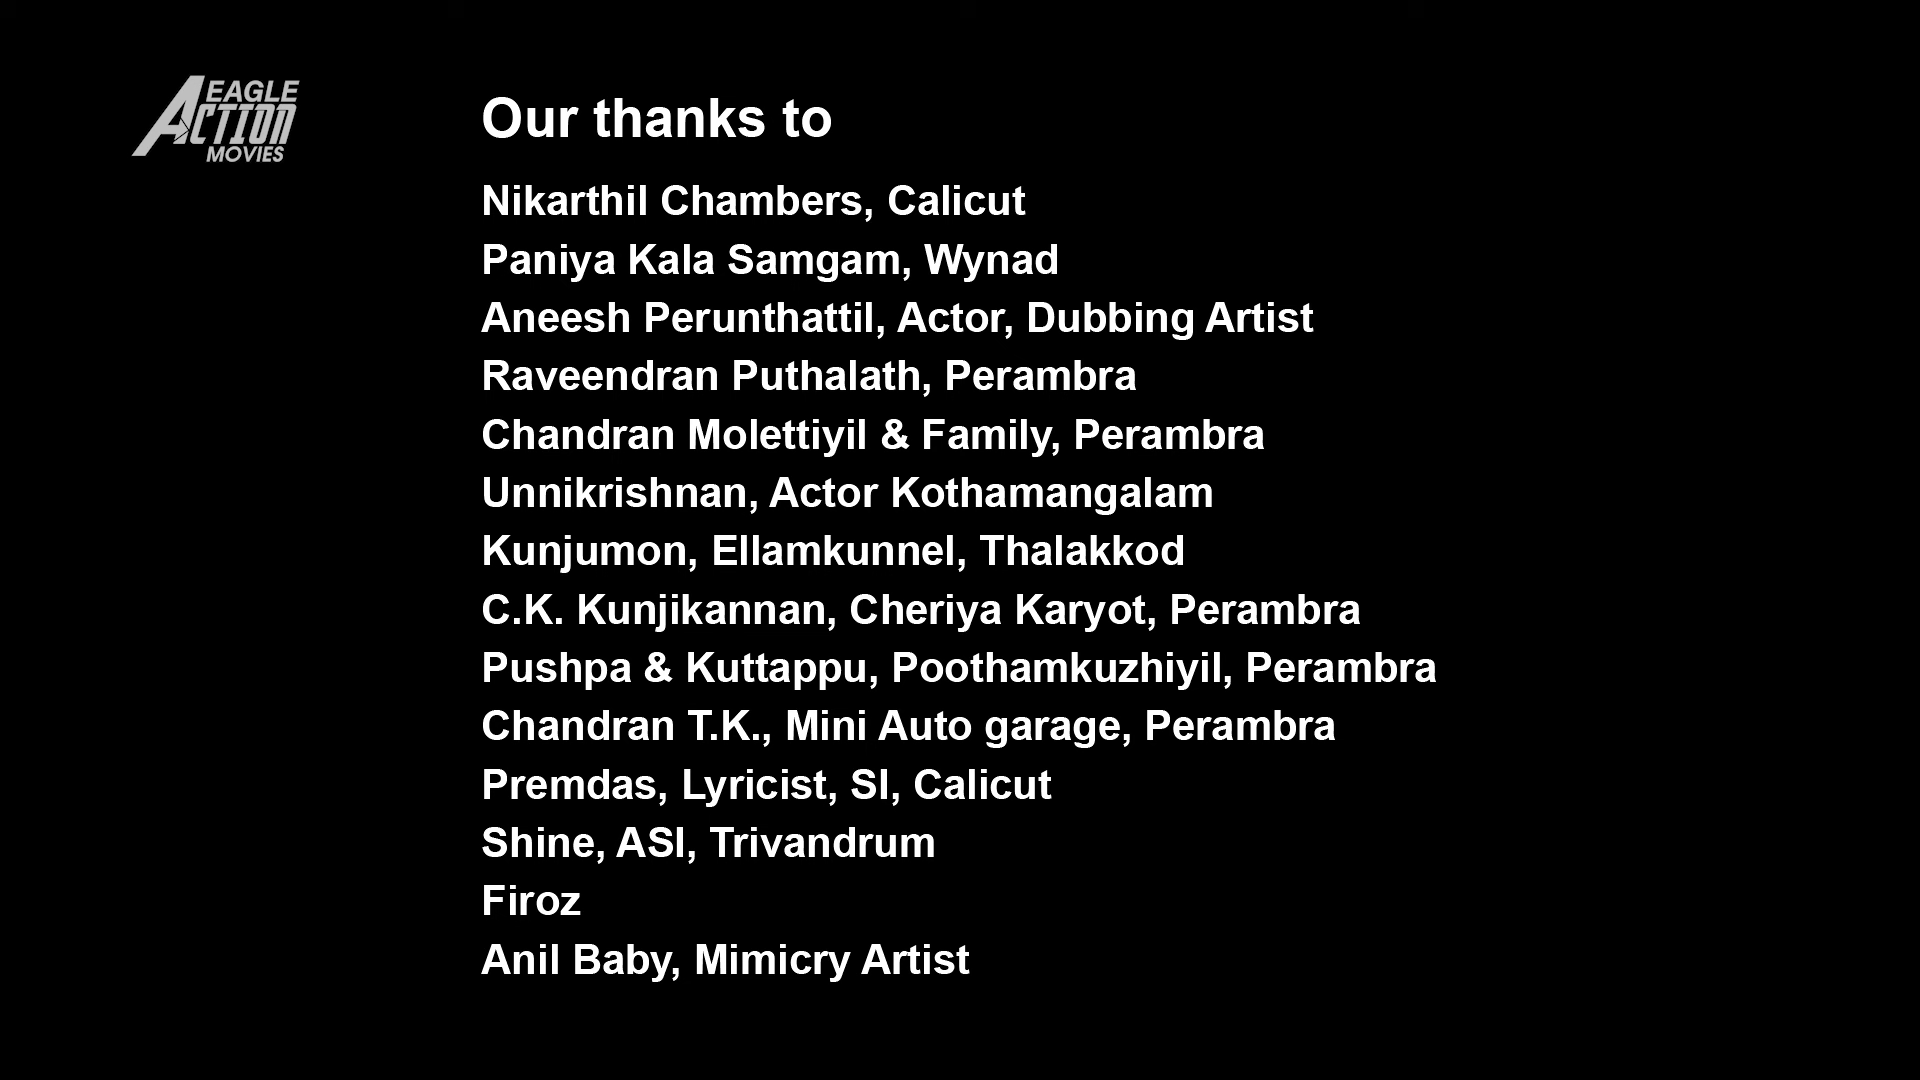 EAGLE
ACTION
MOVIES
Our thanks to
Nikarthil Chambers, Calicut
Paniya Kala Samgam, Wynad
Aneesh Perunthattil, Actor, Dubbing Artist
Raveendran Puthalath, Perambra
Chandran Molettiyil & Family, Perambra
Unnikrishnan, Actor Kothamangalam
Kunjumon, Ellamkunnel, Thalakkod
C.K. Kunjikannan, Cheriya Karyot, Perambra
Pushpa & Kuttappu, Poothamkuzhiyil, Perambra
Chandran T.K., Mini Auto garage, Perambra
Premdas, Lyricist, SI, Calicut
Shine, ASI, Trivandrum
Firoz
Anil Baby, Mimicry Artist